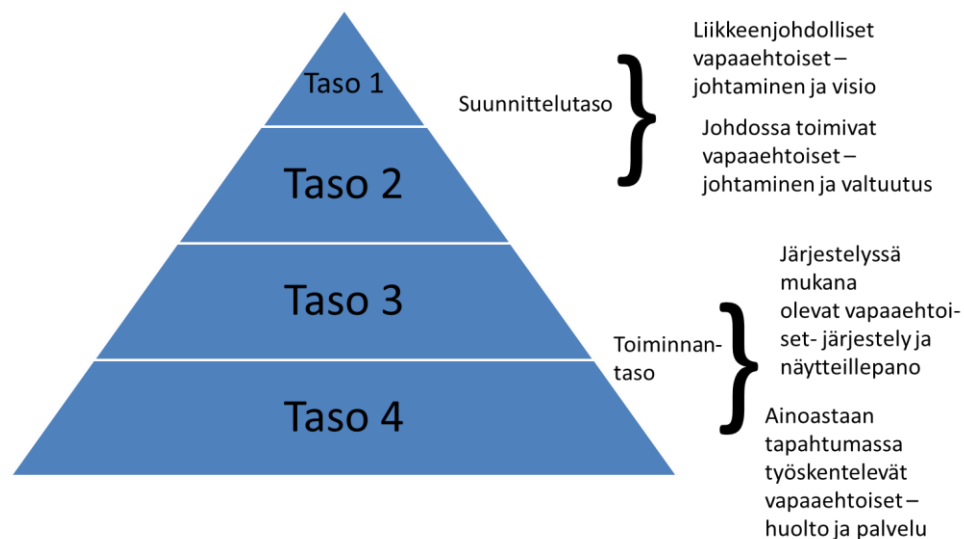 Taso 1
Taso 2
Taso 3
Taso 4
Suunnittelutaso
Liikkeenjohdolliset
vapaaehtoiset –
johtaminen ja visio
Johdossa toimivat
vapaaehtoiset –
johtaminen ja valtuutus
Toiminnan-
taso
Järjestelyssä
mukana
olevat vapaaehtoi-
set- järjestely ja
näytteillepano
Ainoastaan
tapahtumassa
työskentelevät
vapaaehtoiset –
huolto ja palvelu